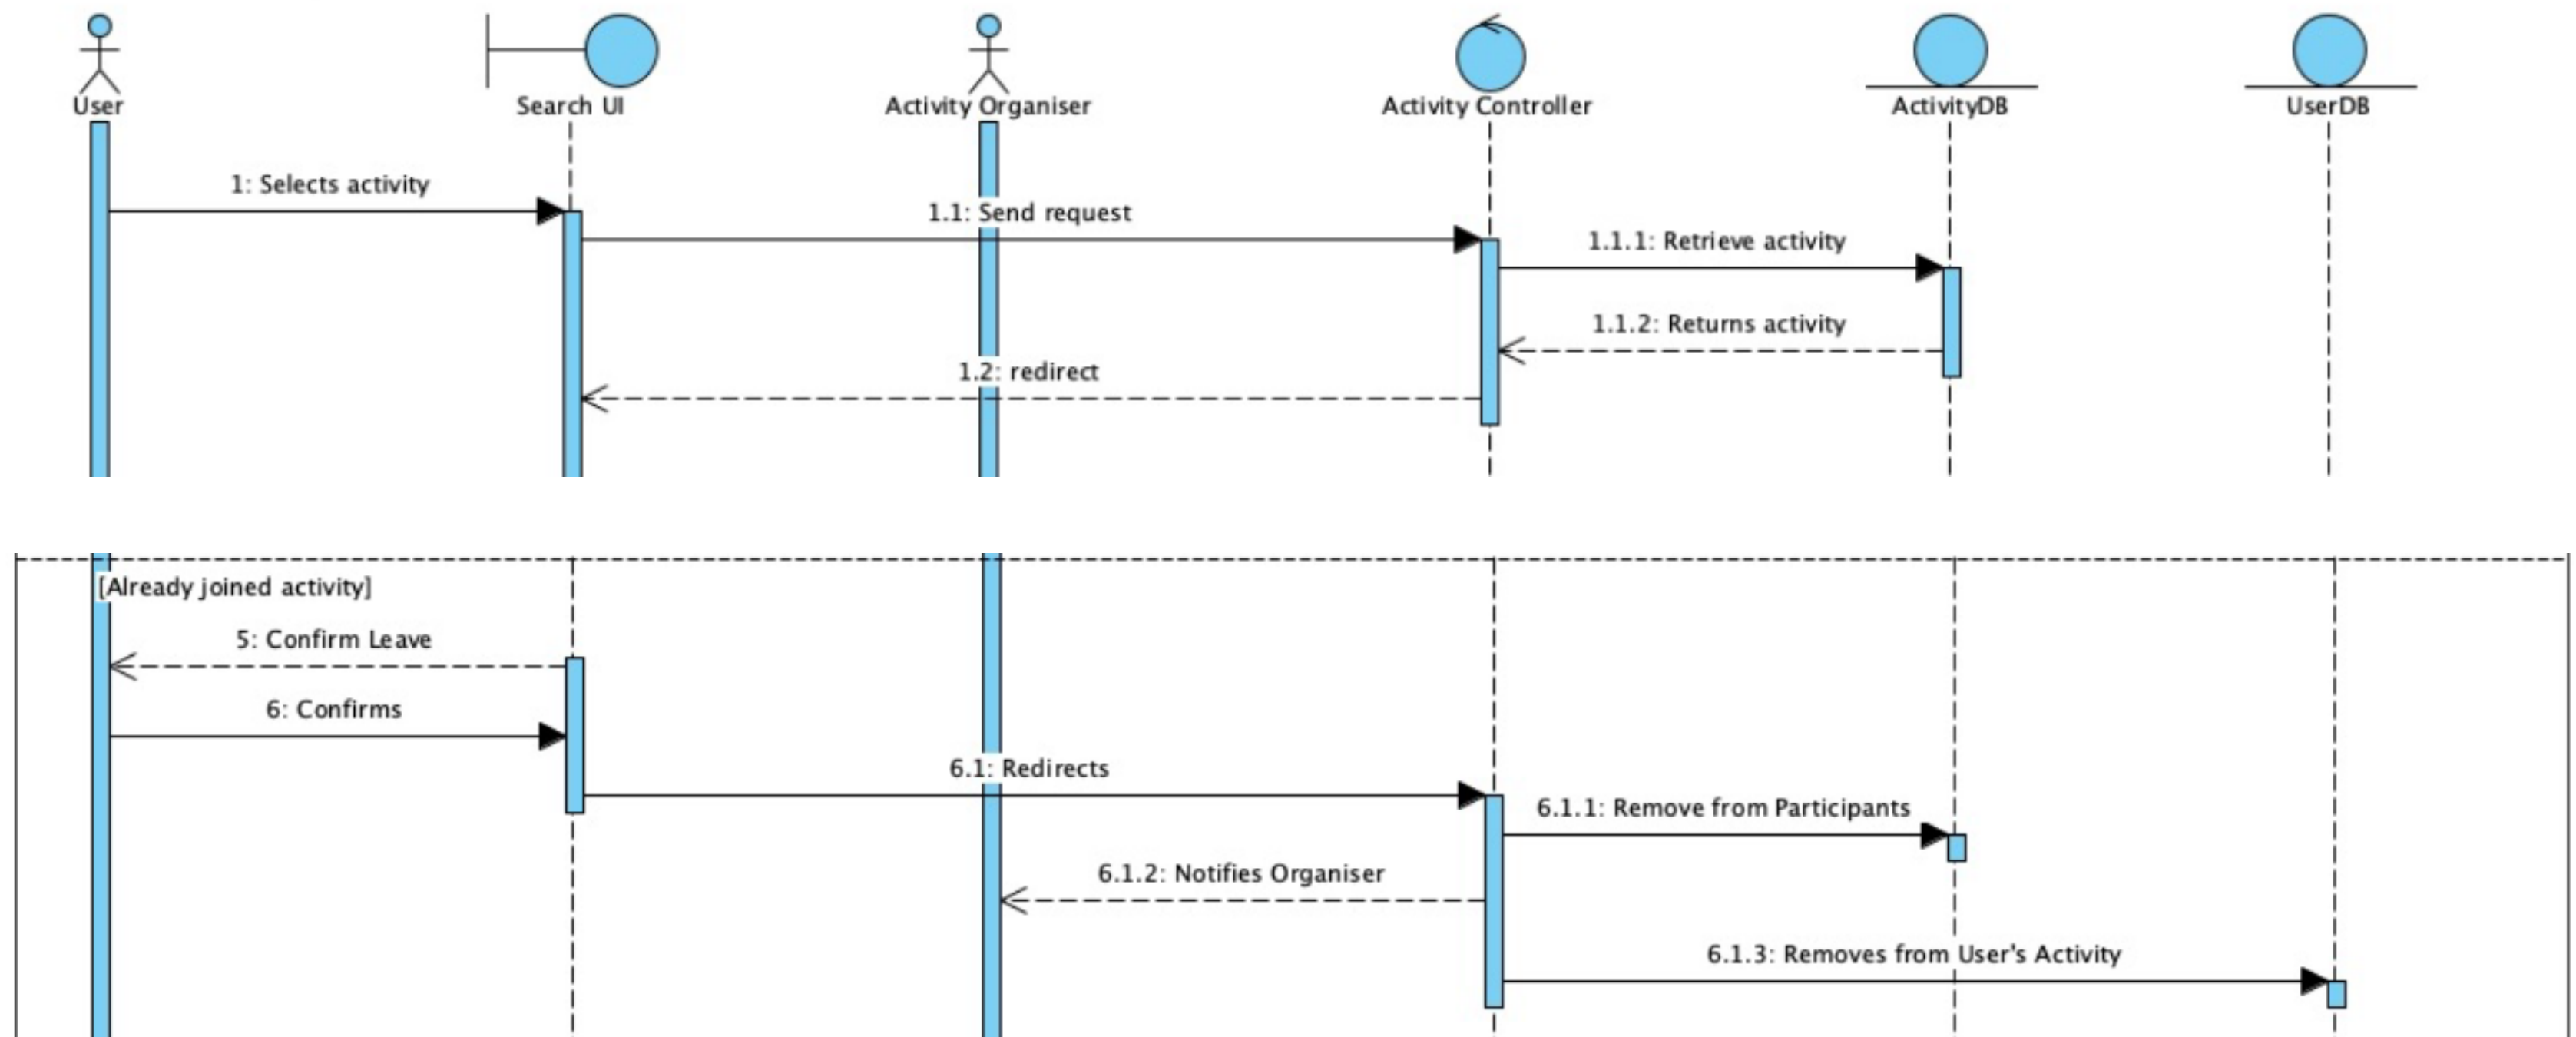 User
Search UI
Activity Organiser
Activity Controller
ActivityDB
UserDB
1: Selects activity
1.1: Send request
1.1.1: Retrieve activity
1.1.2: Returns activity
1.2: redirect
[Already joined activity]
5: Confirm Leave
6: Confirms
6.1: Redirects
6.1.1: Remove from Participants
6.1.2: Notifies Organiser
6.1.3: Removes from User's Activity